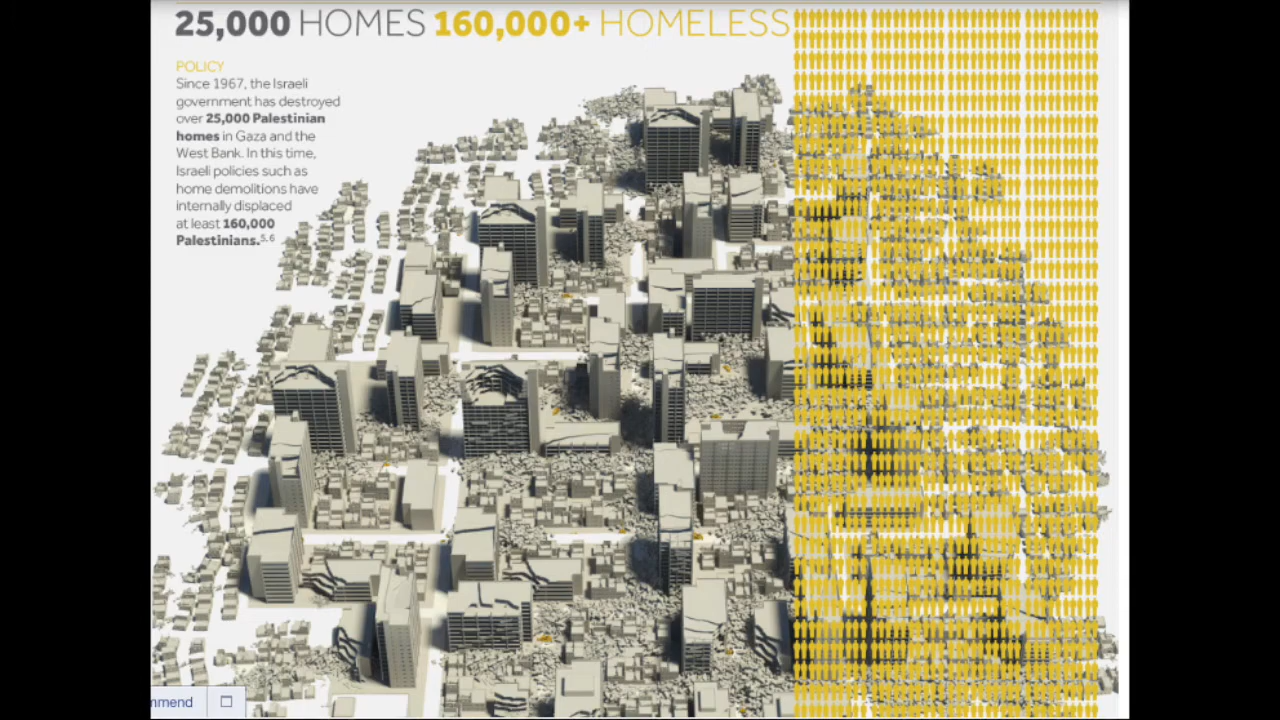 25,000 HOMES 160,000+ HOMELESS
POLICY
Since 1967, the Israeli
government has destroyed
over 25,000 Palestinian
homes in Gaza and the
West Bank. In this time,
Israeli policies such as
home demolitions have
internally displaced
at least 160,000
Palestinians.5,6
mmend